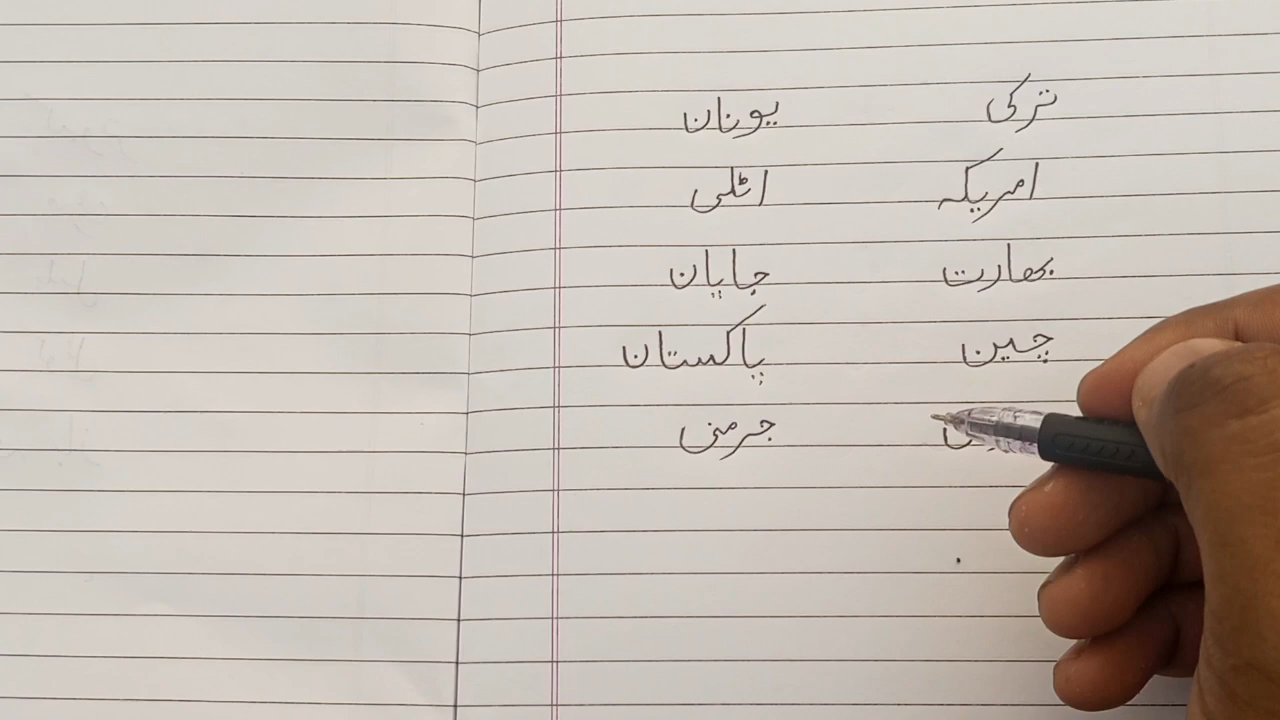 ترکی یونان
امریکہ اٹلی
بھارت جاپان
چین پاکستان
جرمنی